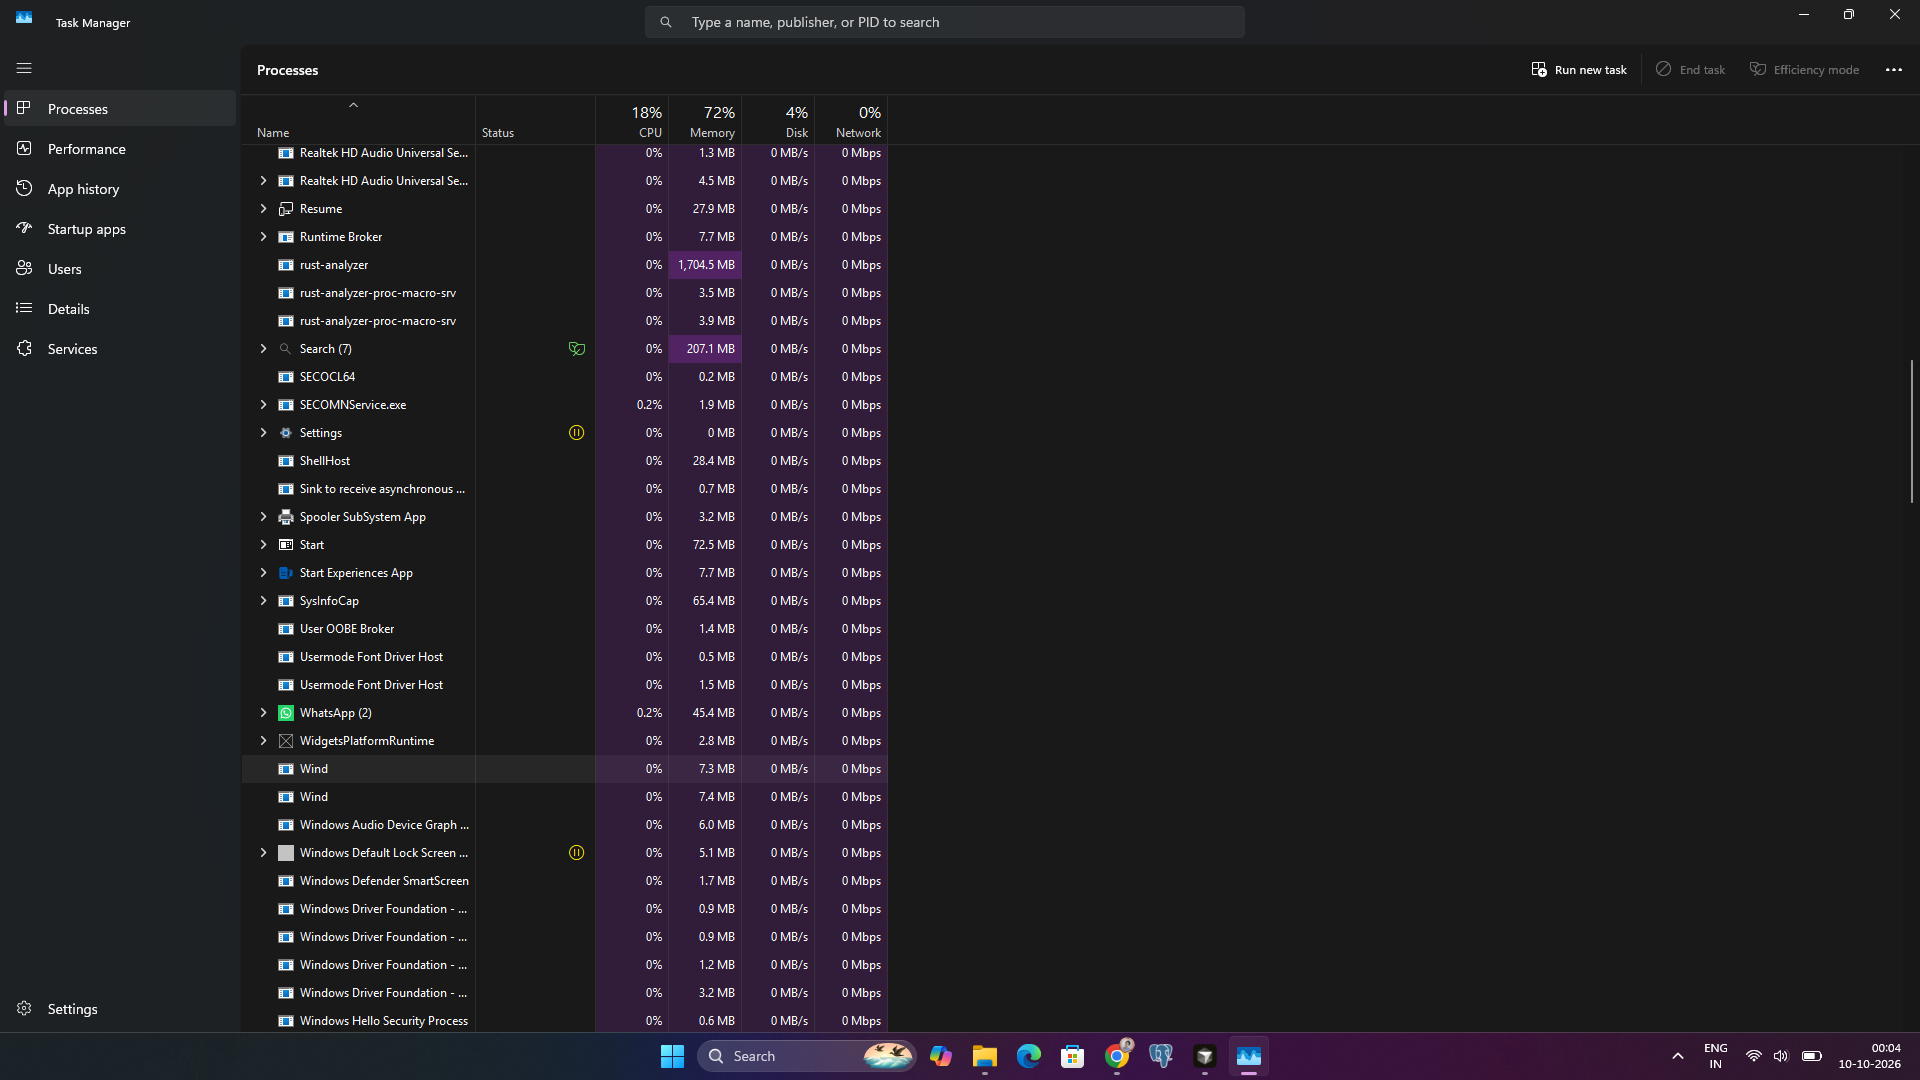 Task Manager
Type a name, publisher, or PID to search
Processes
Run new task
End task
Efficiency mode
Processes
Performance
App history
Startup apps
Users
Details
Services
Settings
18% 72% 4% 0%
Name Status CPU Memory Disk Network
Realtek HD Audio Universal Se... 0% 1.3 MB 0 MB/s 0 Mbps
Realtek HD Audio Universal Se... 0% 4.5 MB 0 MB/s 0 Mbps
Resume 0% 27.9 MB 0 MB/s 0 Mbps
Runtime Broker 0% 7.7 MB 0 MB/s 0 Mbps
rust-analyzer 0% 1,704.5 MB 0 MB/s 0 Mbps
rust-analyzer-proc-macro-srv 0% 3.5 MB 0 MB/s 0 Mbps
rust-analyzer-proc-macro-srv 0% 3.9 MB 0 MB/s 0 Mbps
Search (7) 0% 207.1 MB 0 MB/s 0 Mbps
SECOCL64 0% 0.2 MB 0 MB/s 0 Mbps
SECOMNService.exe 0.2% 1.9 MB 0 MB/s 0 Mbps
Settings 0% 0 MB 0 MB/s 0 Mbps
ShellHost 0% 28.4 MB 0 MB/s 0 Mbps
Sink to receive asynchronous ... 0% 0.7 MB 0 MB/s 0 Mbps
Spooler SubSystem App 0% 3.2 MB 0 MB/s 0 Mbps
Start 0% 72.5 MB 0 MB/s 0 Mbps
Start Experiences App 0% 7.7 MB 0 MB/s 0 Mbps
SysInfoCap 0% 65.4 MB 0 MB/s 0 Mbps
User OOBE Broker 0% 1.4 MB 0 MB/s 0 Mbps
Usermode Font Driver Host 0% 0.5 MB 0 MB/s 0 Mbps
Usermode Font Driver Host 0% 1.5 MB 0 MB/s 0 Mbps
WhatsApp (2) 0.2% 45.4 MB 0 MB/s 0 Mbps
WidgetsPlatformRuntime 0% 2.8 MB 0 MB/s 0 Mbps
Wind 0% 7.3 MB 0 MB/s 0 Mbps
Wind 0% 7.4 MB 0 MB/s 0 Mbps
Windows Audio Device Graph ... 0% 6.0 MB 0 MB/s 0 Mbps
Windows Default Lock Screen ... 0% 5.1 MB 0 MB/s 0 Mbps
Windows Defender SmartScreen 0% 1.7 MB 0 MB/s 0 Mbps
Windows Driver Foundation - ... 0% 0.9 MB 0 MB/s 0 Mbps
Windows Driver Foundation - ... 0% 0.9 MB 0 MB/s 0 Mbps
Windows Driver Foundation - ... 0% 1.2 MB 0 MB/s 0 Mbps
Windows Driver Foundation - ... 0% 3.2 MB 0 MB/s 0 Mbps
Windows Hello Security Process 0% 0.6 MB 0 MB/s 0 Mbps
Search
ENG
IN
00:04
10-10-2026